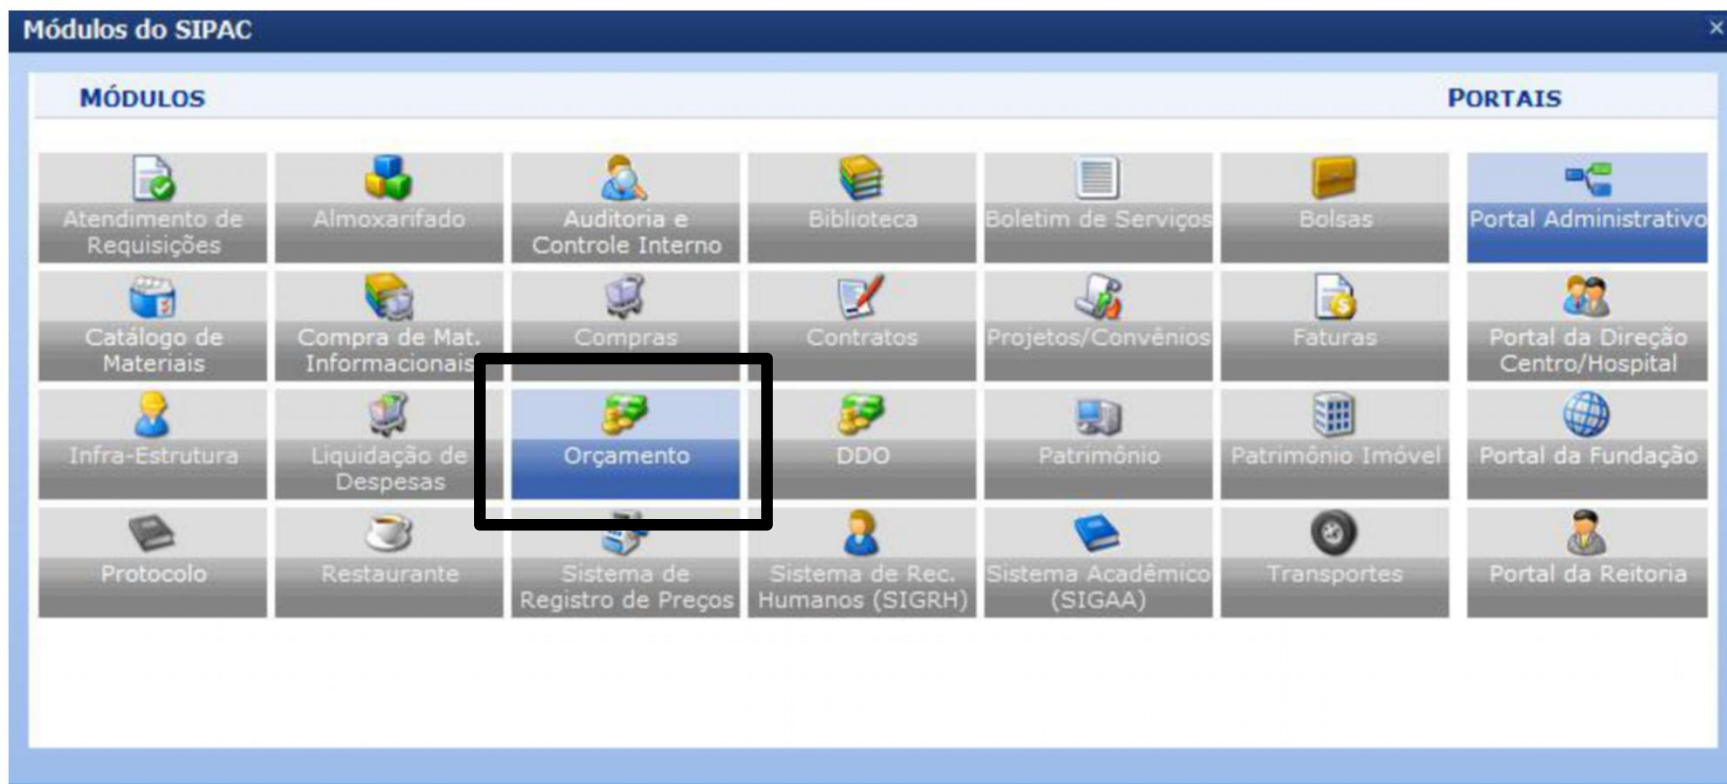 Módulos do SIPAC
×
MÓDULOS
PORTAIS
Atendimento de
Requisições
Almoxarifado
Auditoria e
Controle Interno
Biblioteca
Boletim de Serviços
Bolsas
Portal Administrativo
Catálogo de
Materiais
Compra de Mat.
Informacionais
Compras
Contratos
Projetos/Convênios
Faturas
Portal da Direção
Centro/Hospital
Infra-Estrutura
Liquidação de
Despesas
Orçamento
DDO
Patrimônio
Patrimônio Imóvel
Portal da Fundação
Protocolo
Restaurante
Sistema de
Registro de Preços
Sistema de Rec.
Humanos (SIGRH)
Sistema Acadêmico
(SIGAA)
Transportes
Portal da Reitoria